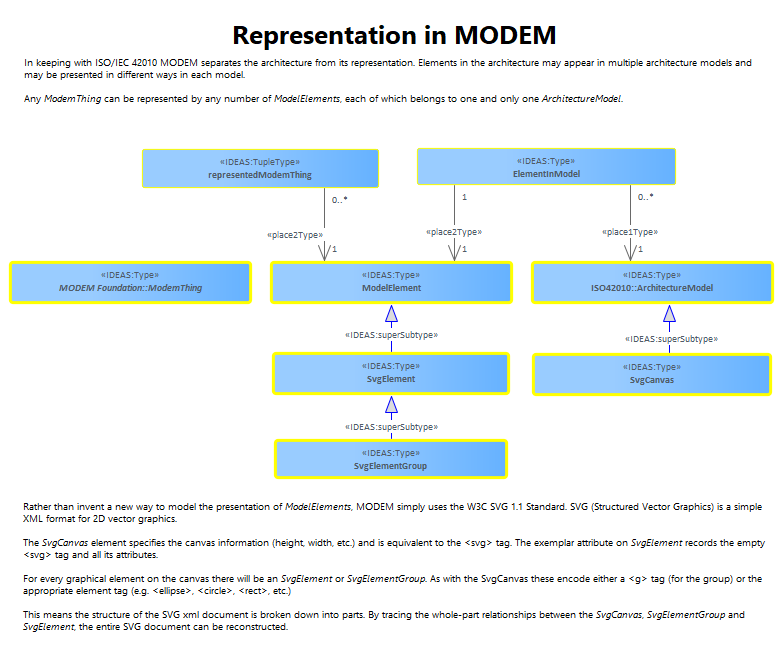 Representation in MODEM
In keeping with ISO/IEC 42010 MODEM separates the architecture from its representation. Elements in the architecture may appear in multiple architecture models and
may be presented in different ways in each model.
Any ModemThing can be represented by any number of ModelElements, each of which belongs to one and only one ArchitectureModel.
«IDEAS:TupleType»
representedModemThing
«IDEAS:Type»
ElementInModel
0..*
1
0..*
«place2Type»
«place2Type»
«place1Type»
1
1
1
«IDEAS:Type»
MODEM Foundation::ModemThing
«IDEAS:Type»
ModelElement
«IDEAS:Type»
ISO42010::ArchitectureModel
«IDEAS:superSubtype»
«IDEAS:superSubtype»
«IDEAS:Type»
SvgElement
«IDEAS:Type»
SvgCanvas
«IDEAS:superSubtype»
«IDEAS:Type»
SvgElementGroup
Rather than invent a new way to model the presentation of ModelElements, MODEM simply uses the W3C SVG 1.1 Standard. SVG (Structured Vector Graphics) is a simple
XML format for 2D vector graphics.
The SvgCanvas element specifies the canvas information (height, width, etc.) and is equivalent to the <svg> tag. The exemplar attribute on SvgElement records the empty
<svg> tag and all its attributes.
For every graphical element on the canvas there will be an SvgElement or SvgElementGroup. As with the SvgCanvas these encode either a <g> tag (for the group) or the
appropriate element tag (e.g. <ellipse>, <circle>, <rect>, etc.)
This means the structure of the SVG xml document is broken down into parts. By tracing the whole-part relationships between the SvgCanvas, SvgElementGroup and
SvgElement, the entire SVG document can be reconstructed.